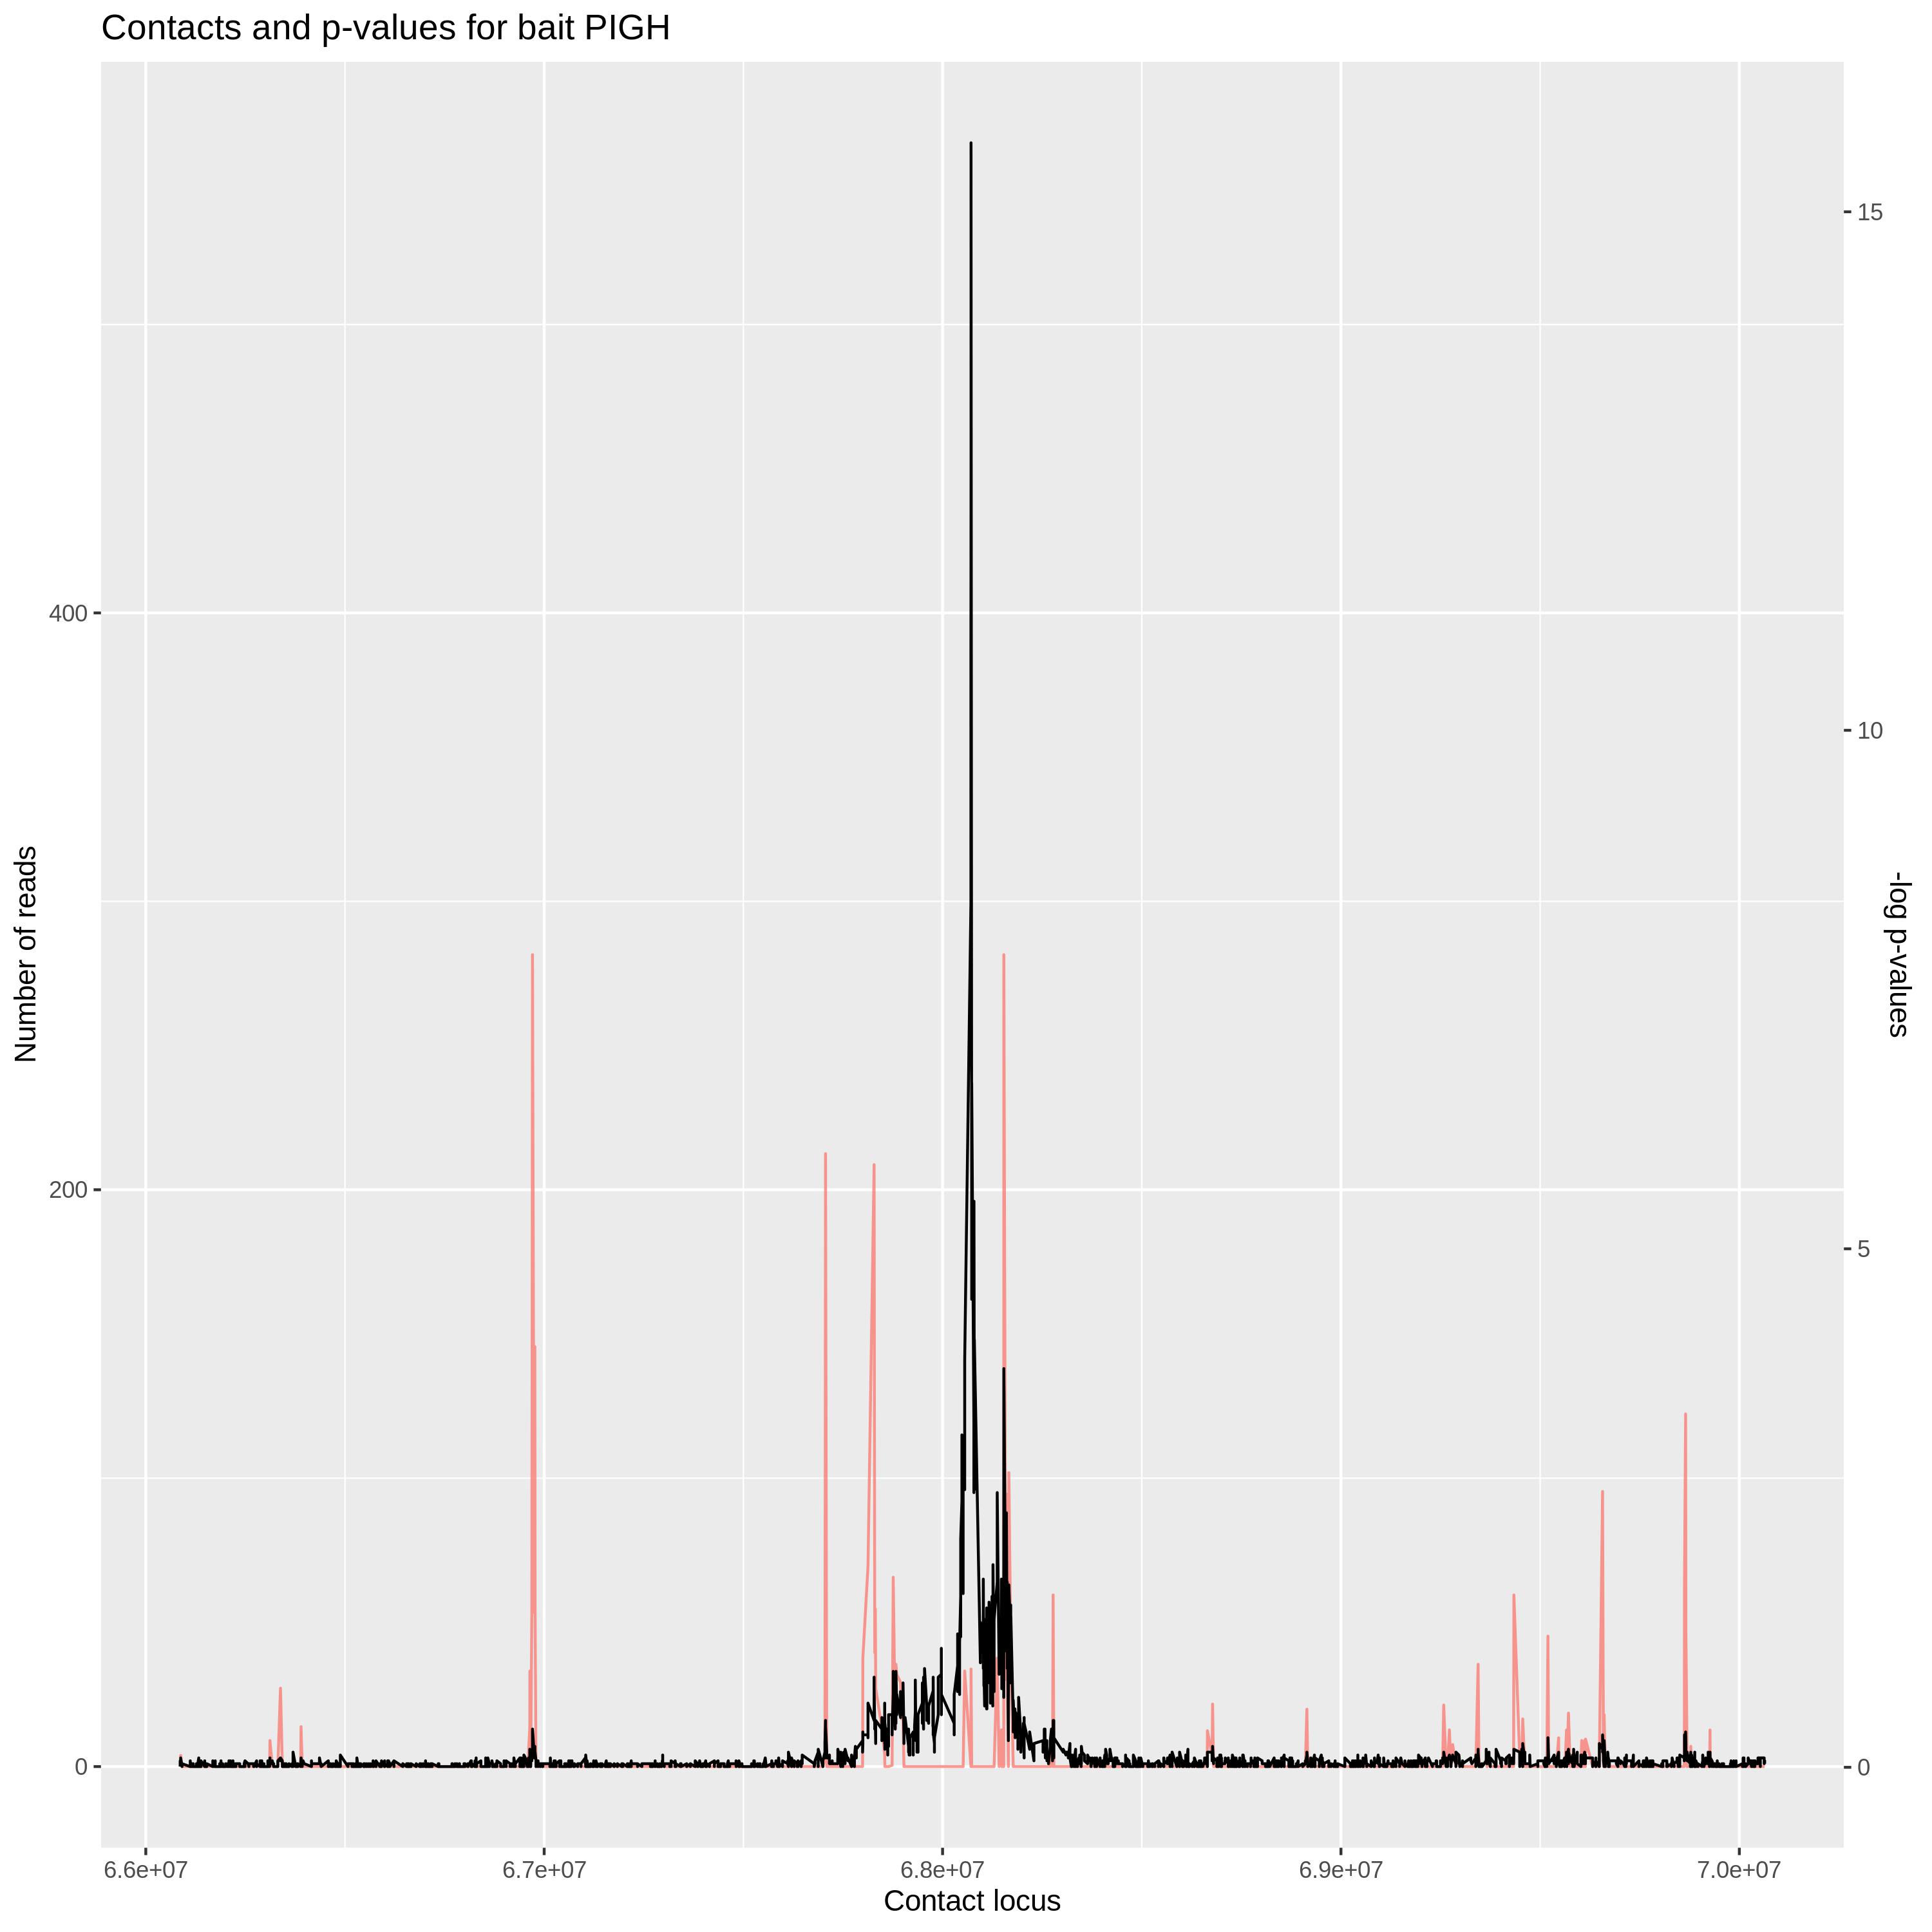 Contacts and p-values for bait PIGH
15
400
10
Number of reads
-log p-values
200
5
0
0
6.6e+07
6.7e+07
6.8e+07
6.9e+07
7.0e+07
Contact locus